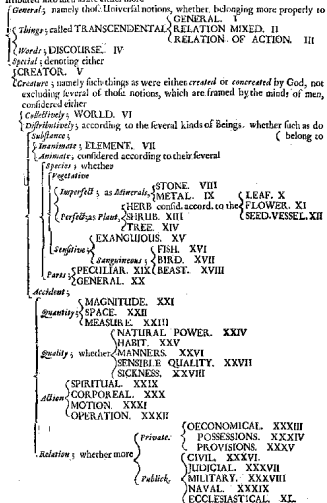 General; namely thoſe Univerſal notions, whether belonging more properly to
GENERAL. I
Things; called TRANSCENDENTAL RELATION MIXED. II
RELATION OF ACTION. III
Words; DISCOURSE. IV
Special; denoting either
CREATOR. V
Creature; namely ſuch things as were either created or concreated by God, not
excluding ſeveral of thoſe notions, which are framed by the minds of men,
conſidered either
Collectively; WORLD. VI
Diſtributively; according to the ſeveral kinds of Beings. whether ſuch as do
Subſtance; belong to
Inanimate; ELEMENT. VII
Animate; conſidered according to their ſeveral
Species; whether
Vegetative
STONE. VIII
Imperfect; as Minerals, METAL. IX LEAF. X
HERB conſid. accord. to the FLOWER. XI
Perfect; as Plant, SHRUB. XIII SEED-VESSEL. XII
TREE. XIV
Senſitive; EXANGUIOUS. XV
FISH. XVI
Sanguineous; BIRD. XVII
Parts; PECULIAR. XIX BEAST. XVIII
GENERAL. XX
Accident;
MAGNITUDE. XXI
Quantity; SPACE. XXII
MEASURE. XXIII
NATURAL POWER. XXIV
HABIT. XXV
Quality; whether MANNERS. XXVI
SENSIBLE QUALITY. XXVII
SICKNESS. XXVIII
SPIRITUAL. XXIX
Action CORPOREAL. XXX
MOTION. XXXI
OPERATION. XXXII
OECONOMICAL. XXXIII
Private. POSSESSIONS. XXXIV
PROVISIONS. XXXV
Relation; whether more CIVIL. XXXVI.
JUDICIAL. XXXVII
Publick. MILITARY. XXXVIII
NAVAL. XXXIX
ECCLESIASTICAL. XL.